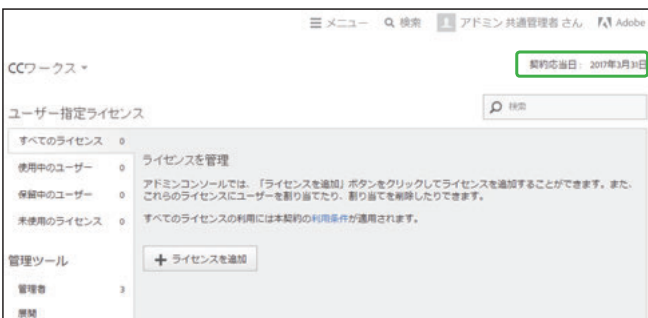 メニュー 検索 アドミン 共通管理者 さん Adobe
CCワークス
契約応当日: 2017年3月31日
ユーザー指定ライセンス
検索
すべてのライセンス 0
使用中のユーザー 0
保留中のユーザー 0
未使用のライセンス 0
ライセンスを管理
アドミンコンソールでは、「ライセンスを追加」ボタンをクリックしてライセンスを追加することができます。また、
これらのライセンスにユーザーを割り当てたり、割り当てを削除したりできます。
すべてのライセンスの利用には本契約の利用条件が適用されます。
ライセンスを追加
管理ツール
管理者 3
展開